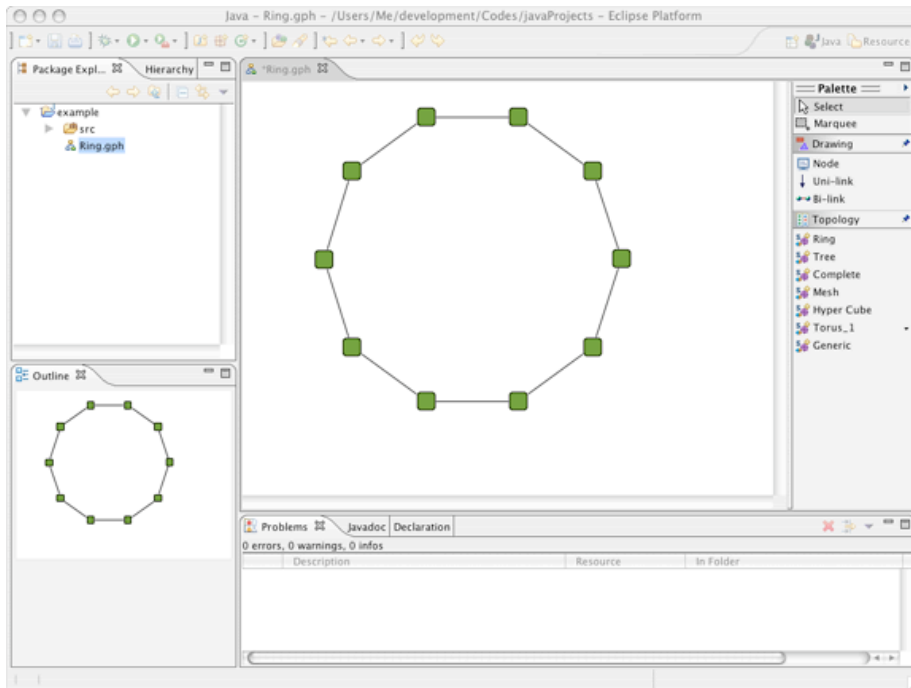 Java - Ring.gph - /Users/Me/development/Codes/javaProjects - Eclipse Platform
Java Resource
Package Expl... Hierarchy
example
src
Ring.gph
*Ring.gph
Palette
Select
Marquee
Drawing
Node
Uni-link
Bi-link
Topology
Ring
Tree
Complete
Mesh
Hyper Cube
Torus_1
Generic
Outline
Problems Javadoc Declaration
0 errors, 0 warnings, 0 infos
Description Resource In Folder